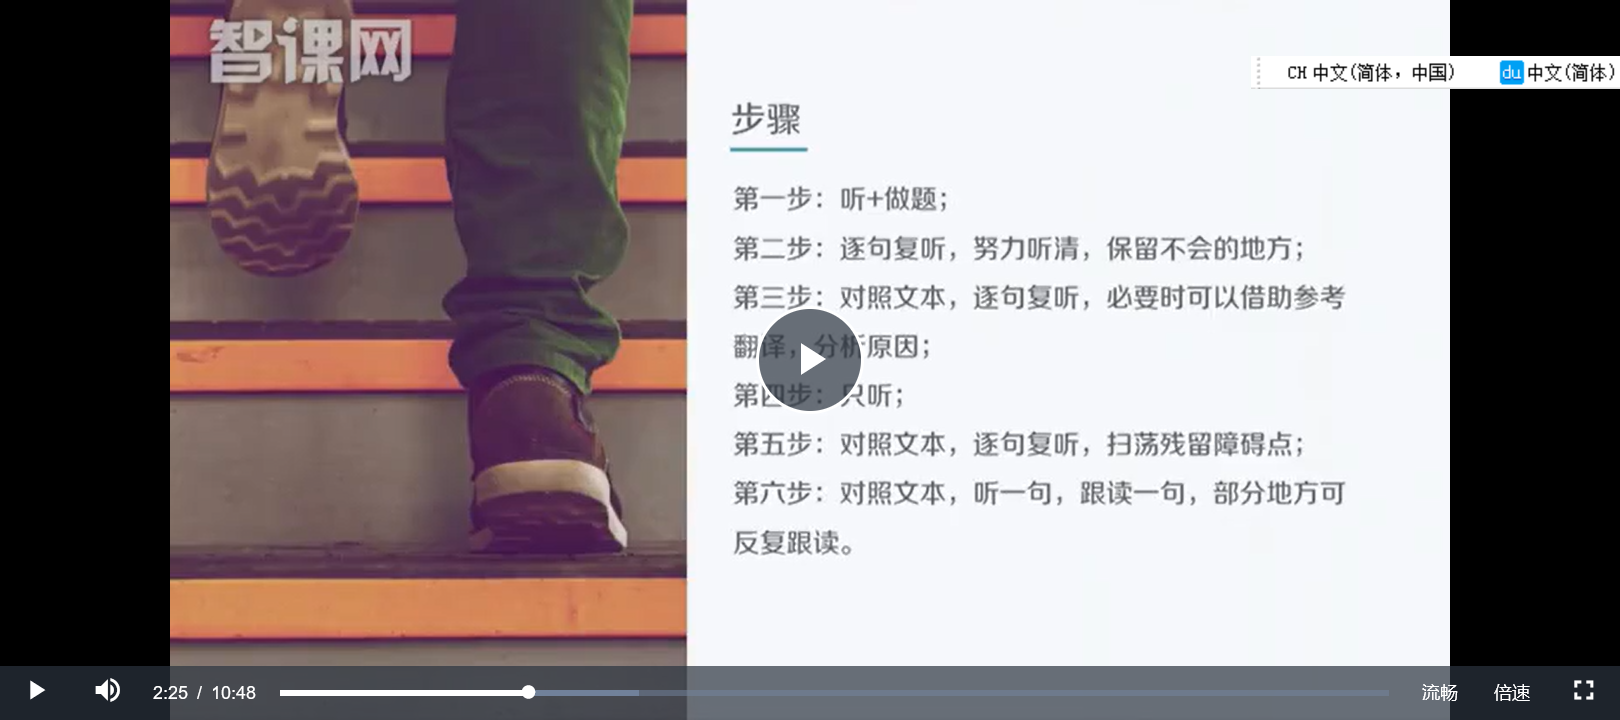 智课网
CH 中文(简体，中国)
du 中文(简体)
步骤
第一步：听+做题；
第二步：逐句复听，努力听清，保留不会的地方；
第三步：对照文本，逐句复听，必要时可以借助参考
翻译，分析原因；
第四步：只听；
第五步：对照文本，逐句复听，扫荡残留障碍点；
第六步：对照文本，听一句，跟读一句，部分地方可
反复跟读。
2:25 / 10:48
流畅
倍速